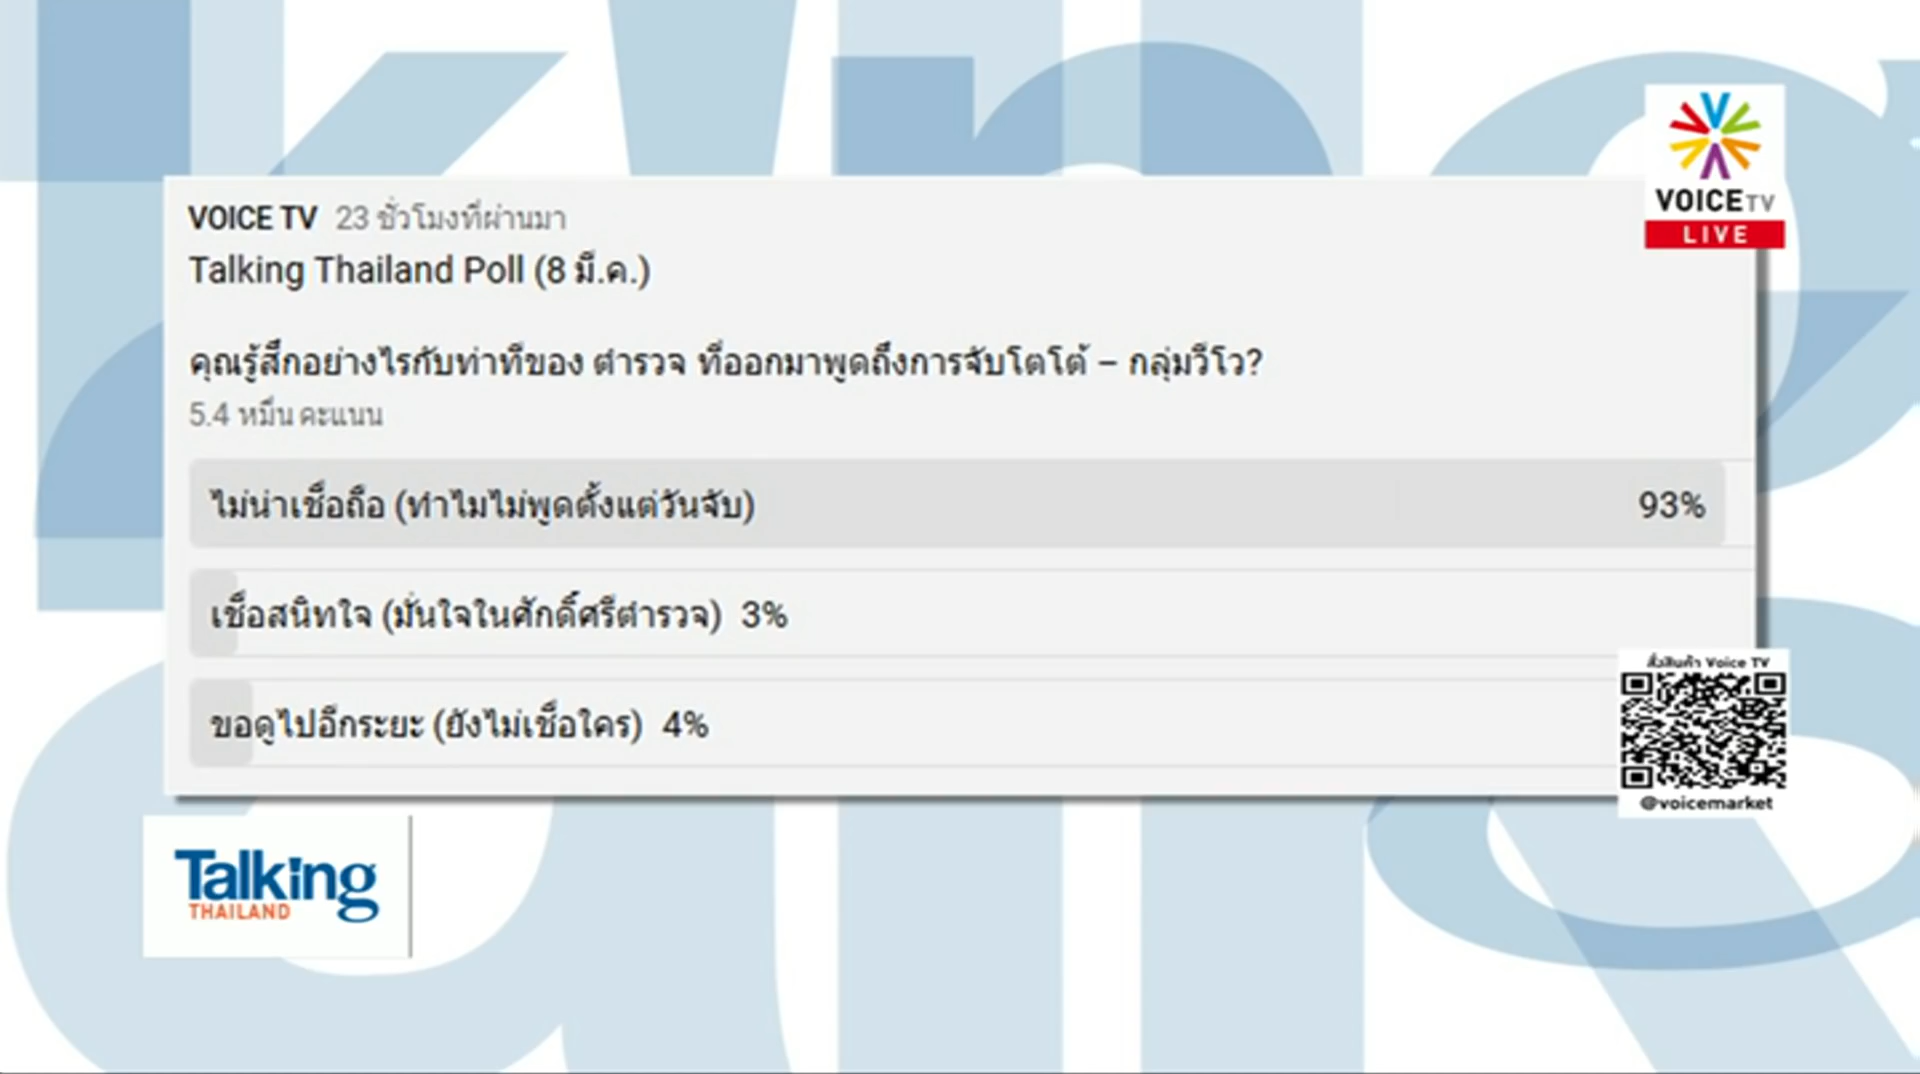 VOICE TV
LIVE
VOICE TV 23 ชั่วโมงที่ผ่านมา
Talking Thailand Poll (8 มี.ค.)
คุณรู้สึกอย่างไรกับท่าทีของ ตำรวจ ที่ออกมาพูดถึงการจับโตโต้ – กลุ่มวีโว?
5.4 หมื่น คะแนน
ไม่น่าเชื่อถือ (ทำไมไม่พูดตั้งแต่วันจับ) 93%
เชื่อสนิทใจ (มั่นใจในศักดิ์ศรีตำรวจ) 3%
ขอดูไปอีกระยะ (ยังไม่เชื่อใคร) 4%
สั่งสินค้า Voice TV
@voicemarket
Talking
THAILAND